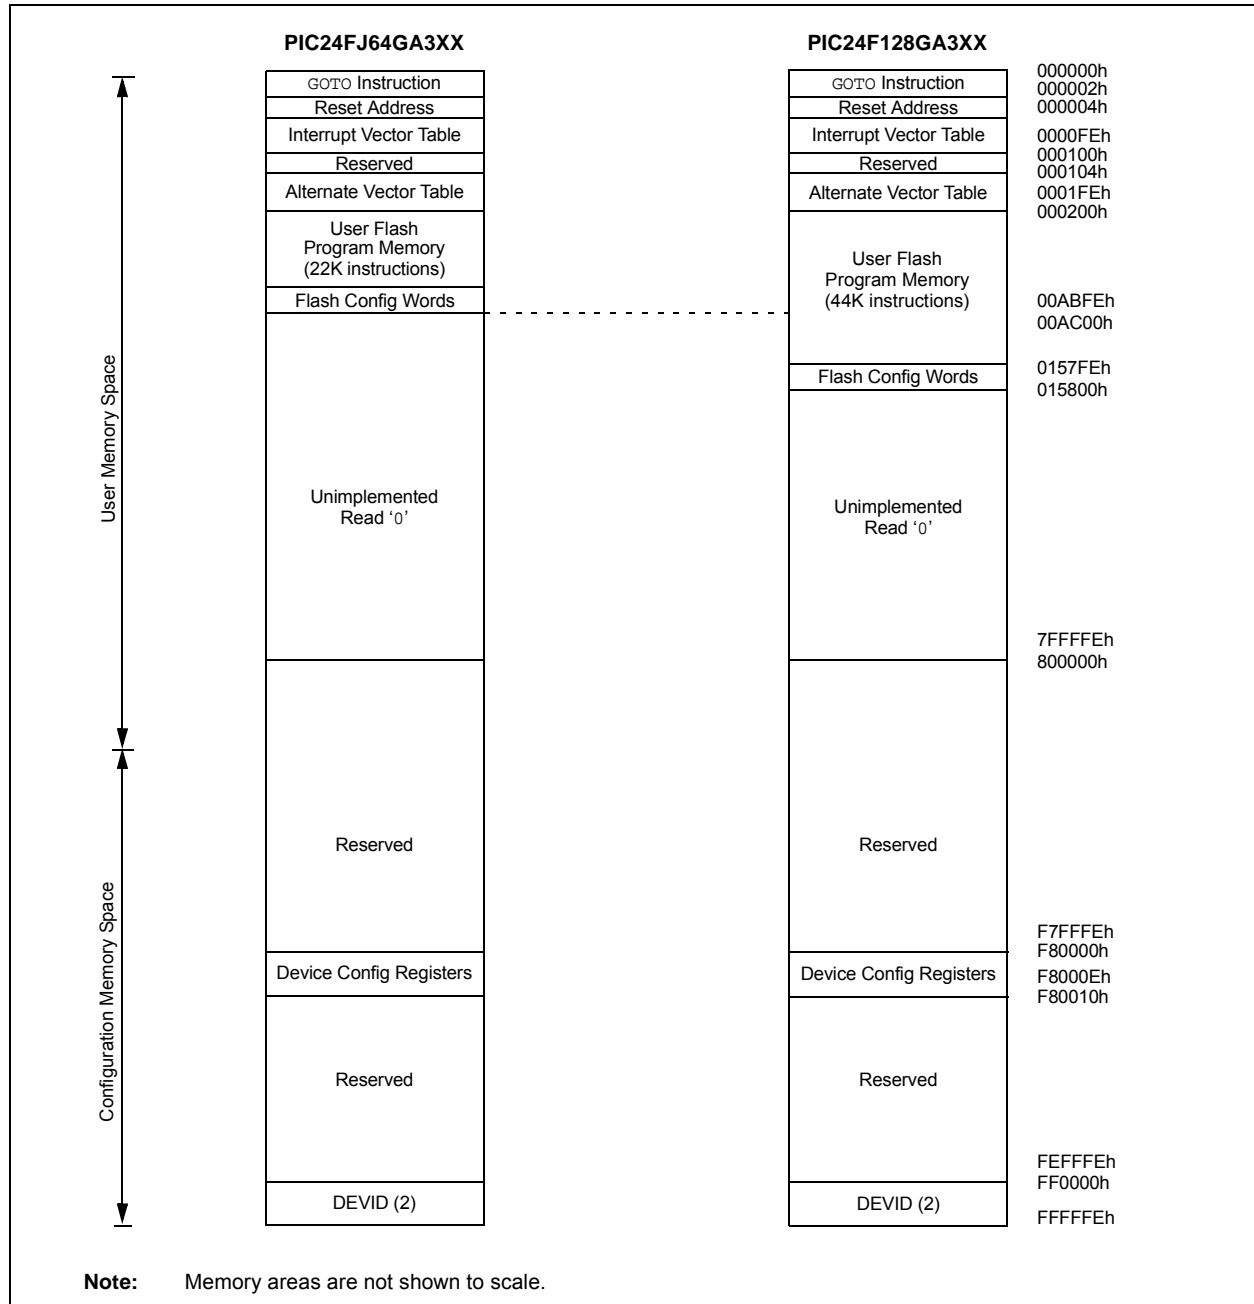 PIC24FJ64GA3XX
GOTO Instruction
Reset Address
Interrupt Vector Table
Reserved
Alternate Vector Table
User Flash
Program Memory
(22K instructions)
Flash Config Words
Unimplemented
Read ‘0’
Reserved
Device Config Registers
Reserved
DEVID (2)
PIC24F128GA3XX
GOTO Instruction
Reset Address
Interrupt Vector Table
Reserved
Alternate Vector Table
User Flash
Program Memory
(44K instructions)
Flash Config Words
Unimplemented
Read ‘0’
Reserved
Device Config Registers
Reserved
DEVID (2)
000000h
000002h
000004h
0000FEh
000100h
000104h
0001FEh
000200h
00ABFEh
00AC00h
0157FEh
015800h
7FFFFEh
800000h
F7FFFEh
F80000h
F8000Eh
F80010h
FEFFFEh
FF0000h
FFFFFEh
User Memory Space
Configuration Memory Space
Note: Memory areas are not shown to scale.